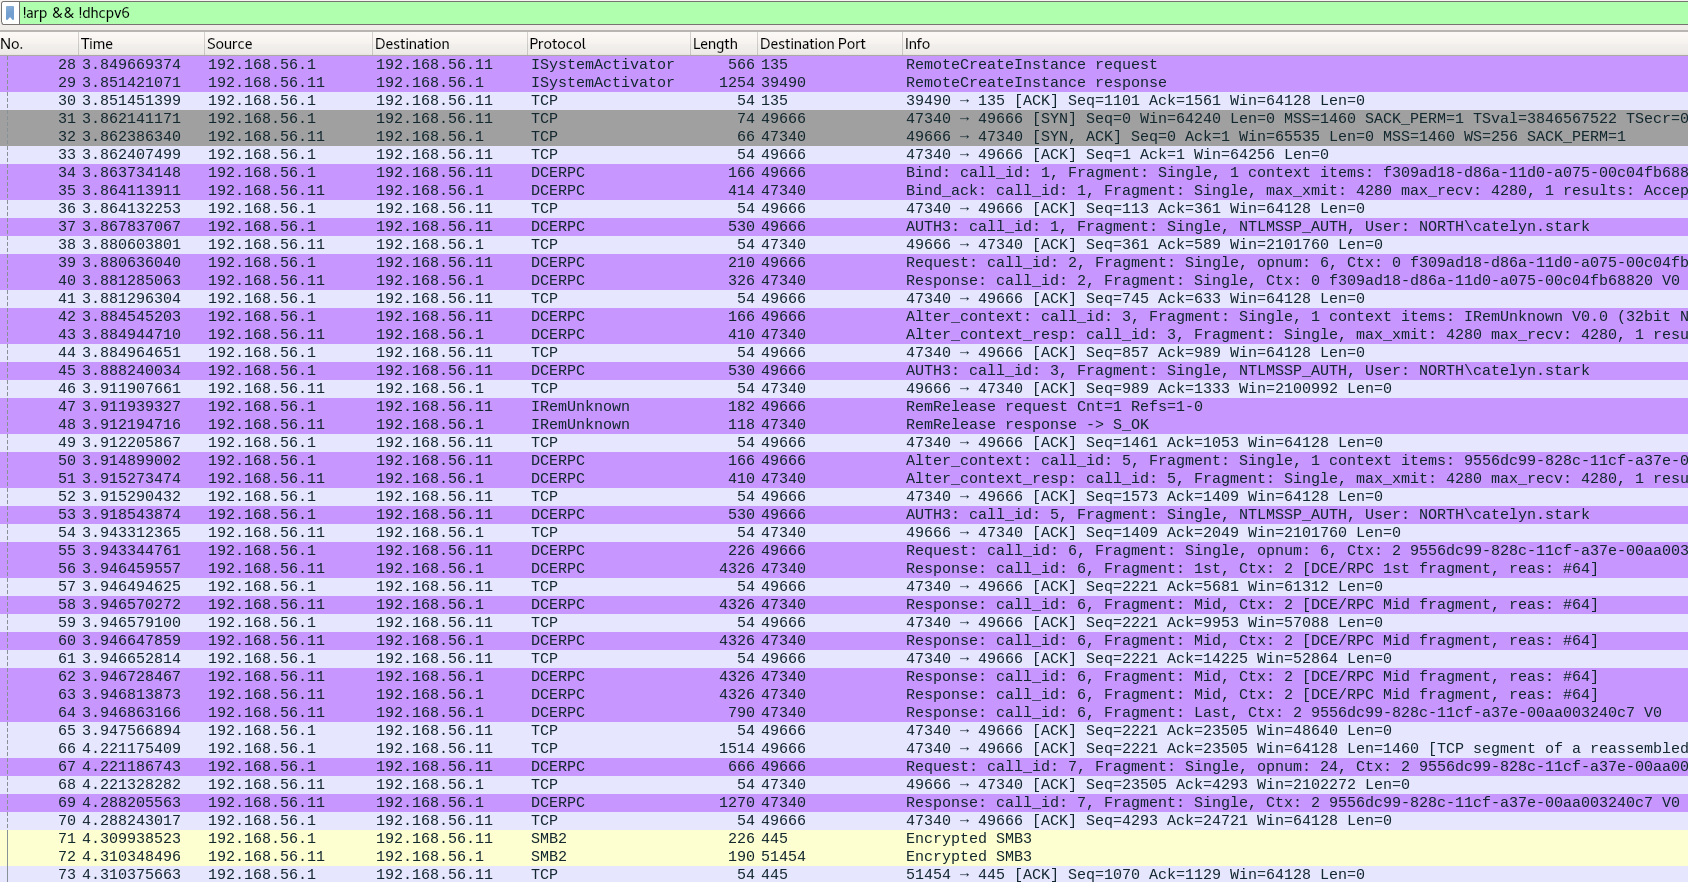 !arp && !dhcpv6
No. Time Source Destination Protocol Length Destination Port Info
28 3.849669374 192.168.56.1 192.168.56.11 ISystemActivator 566 135 RemoteCreateInstance request
29 3.851421071 192.168.56.11 192.168.56.1 ISystemActivator 1254 39490 RemoteCreateInstance response
30 3.851451399 192.168.56.1 192.168.56.11 TCP 54 135 39490 → 135 [ACK] Seq=1101 Ack=1561 Win=64128 Len=0
31 3.862141171 192.168.56.1 192.168.56.11 TCP 74 49666 47340 → 49666 [SYN] Seq=0 Win=64240 Len=0 MSS=1460 SACK_PERM=1 TSval=3846567522 TSecr=0
32 3.862386340 192.168.56.11 192.168.56.1 TCP 66 47340 49666 → 47340 [SYN, ACK] Seq=0 Ack=1 Win=65535 Len=0 MSS=1460 WS=256 SACK_PERM=1
33 3.862407499 192.168.56.1 192.168.56.11 TCP 54 49666 47340 → 49666 [ACK] Seq=1 Ack=1 Win=64256 Len=0
34 3.863734148 192.168.56.1 192.168.56.11 DCERPC 166 49666 Bind: call_id: 1, Fragment: Single, 1 context items: f309ad18-d86a-11d0-a075-00c04fb688
35 3.864113911 192.168.56.11 192.168.56.1 DCERPC 414 47340 Bind_ack: call_id: 1, Fragment: Single, max_xmit: 4280 max_recv: 4280, 1 results: Accep
36 3.864132253 192.168.56.1 192.168.56.11 TCP 54 49666 47340 → 49666 [ACK] Seq=113 Ack=361 Win=64128 Len=0
37 3.867837067 192.168.56.1 192.168.56.11 DCERPC 530 49666 AUTH3: call_id: 1, Fragment: Single, NTLMSSP_AUTH, User: NORTH\catelyn.stark
38 3.880603801 192.168.56.11 192.168.56.1 TCP 54 47340 49666 → 47340 [ACK] Seq=361 Ack=589 Win=2101760 Len=0
39 3.880636040 192.168.56.1 192.168.56.11 DCERPC 210 49666 Request: call_id: 2, Fragment: Single, opnum: 6, Ctx: 0 f309ad18-d86a-11d0-a075-00c04fb
40 3.881285063 192.168.56.11 192.168.56.1 DCERPC 326 47340 Response: call_id: 2, Fragment: Single, Ctx: 0 f309ad18-d86a-11d0-a075-00c04fb68820 V0
41 3.881296304 192.168.56.1 192.168.56.11 TCP 54 49666 47340 → 49666 [ACK] Seq=745 Ack=633 Win=64128 Len=0
42 3.884545203 192.168.56.1 192.168.56.11 DCERPC 166 49666 Alter_context: call_id: 3, Fragment: Single, 1 context items: IRemUnknown V0.0 (32bit N
43 3.884944710 192.168.56.11 192.168.56.1 DCERPC 410 47340 Alter_context_resp: call_id: 3, Fragment: Single, max_xmit: 4280 max_recv: 4280, 1 resu
44 3.884964651 192.168.56.1 192.168.56.11 TCP 54 49666 47340 → 49666 [ACK] Seq=857 Ack=989 Win=64128 Len=0
45 3.888240034 192.168.56.1 192.168.56.11 DCERPC 530 49666 AUTH3: call_id: 3, Fragment: Single, NTLMSSP_AUTH, User: NORTH\catelyn.stark
46 3.911907661 192.168.56.11 192.168.56.1 TCP 54 47340 49666 → 47340 [ACK] Seq=989 Ack=1333 Win=2100992 Len=0
47 3.911939327 192.168.56.1 192.168.56.11 IRemUnknown 182 49666 RemRelease request Cnt=1 Refs=1-0
48 3.912194716 192.168.56.11 192.168.56.1 IRemUnknown 118 47340 RemRelease response -> S_OK
49 3.912205867 192.168.56.1 192.168.56.11 TCP 54 49666 47340 → 49666 [ACK] Seq=1461 Ack=1053 Win=64128 Len=0
50 3.914899002 192.168.56.1 192.168.56.11 DCERPC 166 49666 Alter_context: call_id: 5, Fragment: Single, 1 context items: 9556dc99-828c-11cf-a37e-0
51 3.915273474 192.168.56.11 192.168.56.1 DCERPC 410 47340 Alter_context_resp: call_id: 5, Fragment: Single, max_xmit: 4280 max_recv: 4280, 1 resu
52 3.915290432 192.168.56.1 192.168.56.11 TCP 54 49666 47340 → 49666 [ACK] Seq=1573 Ack=1409 Win=64128 Len=0
53 3.918543874 192.168.56.1 192.168.56.11 DCERPC 530 49666 AUTH3: call_id: 5, Fragment: Single, NTLMSSP_AUTH, User: NORTH\catelyn.stark
54 3.943312365 192.168.56.11 192.168.56.1 TCP 54 47340 49666 → 47340 [ACK] Seq=1409 Ack=2049 Win=2101760 Len=0
55 3.943344761 192.168.56.1 192.168.56.11 DCERPC 226 49666 Request: call_id: 6, Fragment: Single, opnum: 6, Ctx: 2 9556dc99-828c-11cf-a37e-00aa003
56 3.946459557 192.168.56.11 192.168.56.1 DCERPC 4326 47340 Response: call_id: 6, Fragment: 1st, Ctx: 2 [DCE/RPC 1st fragment, reas: #64]
57 3.946494625 192.168.56.1 192.168.56.11 TCP 54 49666 47340 → 49666 [ACK] Seq=2221 Ack=5681 Win=61312 Len=0
58 3.946570272 192.168.56.11 192.168.56.1 DCERPC 4326 47340 Response: call_id: 6, Fragment: Mid, Ctx: 2 [DCE/RPC Mid fragment, reas: #64]
59 3.946579100 192.168.56.1 192.168.56.11 TCP 54 49666 47340 → 49666 [ACK] Seq=2221 Ack=9953 Win=57088 Len=0
60 3.946647859 192.168.56.11 192.168.56.1 DCERPC 4326 47340 Response: call_id: 6, Fragment: Mid, Ctx: 2 [DCE/RPC Mid fragment, reas: #64]
61 3.946652814 192.168.56.1 192.168.56.11 TCP 54 49666 47340 → 49666 [ACK] Seq=2221 Ack=14225 Win=52864 Len=0
62 3.946728467 192.168.56.11 192.168.56.1 DCERPC 4326 47340 Response: call_id: 6, Fragment: Mid, Ctx: 2 [DCE/RPC Mid fragment, reas: #64]
63 3.946813873 192.168.56.11 192.168.56.1 DCERPC 4326 47340 Response: call_id: 6, Fragment: Mid, Ctx: 2 [DCE/RPC Mid fragment, reas: #64]
64 3.946863166 192.168.56.11 192.168.56.1 DCERPC 790 47340 Response: call_id: 6, Fragment: Last, Ctx: 2 9556dc99-828c-11cf-a37e-00aa003240c7 V0
65 3.947566894 192.168.56.1 192.168.56.11 TCP 54 49666 47340 → 49666 [ACK] Seq=2221 Ack=23505 Win=48640 Len=0
66 4.221175409 192.168.56.1 192.168.56.11 TCP 1514 49666 47340 → 49666 [ACK] Seq=2221 Ack=23505 Win=64128 Len=1460 [TCP segment of a reassembled
67 4.221186743 192.168.56.1 192.168.56.11 DCERPC 666 49666 Request: call_id: 7, Fragment: Single, opnum: 24, Ctx: 2 9556dc99-828c-11cf-a37e-00aa00
68 4.221328282 192.168.56.11 192.168.56.1 TCP 54 47340 49666 → 47340 [ACK] Seq=23505 Ack=4293 Win=2102272 Len=0
69 4.288205563 192.168.56.11 192.168.56.1 DCERPC 1270 47340 Response: call_id: 7, Fragment: Single, Ctx: 2 9556dc99-828c-11cf-a37e-00aa003240c7 V0
70 4.288243017 192.168.56.1 192.168.56.11 TCP 54 49666 47340 → 49666 [ACK] Seq=4293 Ack=24721 Win=64128 Len=0
71 4.309938523 192.168.56.1 192.168.56.11 SMB2 226 445 Encrypted SMB3
72 4.310348496 192.168.56.11 192.168.56.1 SMB2 190 51454 Encrypted SMB3
73 4.310375663 192.168.56.1 192.168.56.11 TCP 54 445 51454 → 445 [ACK] Seq=1070 Ack=1129 Win=64128 Len=0